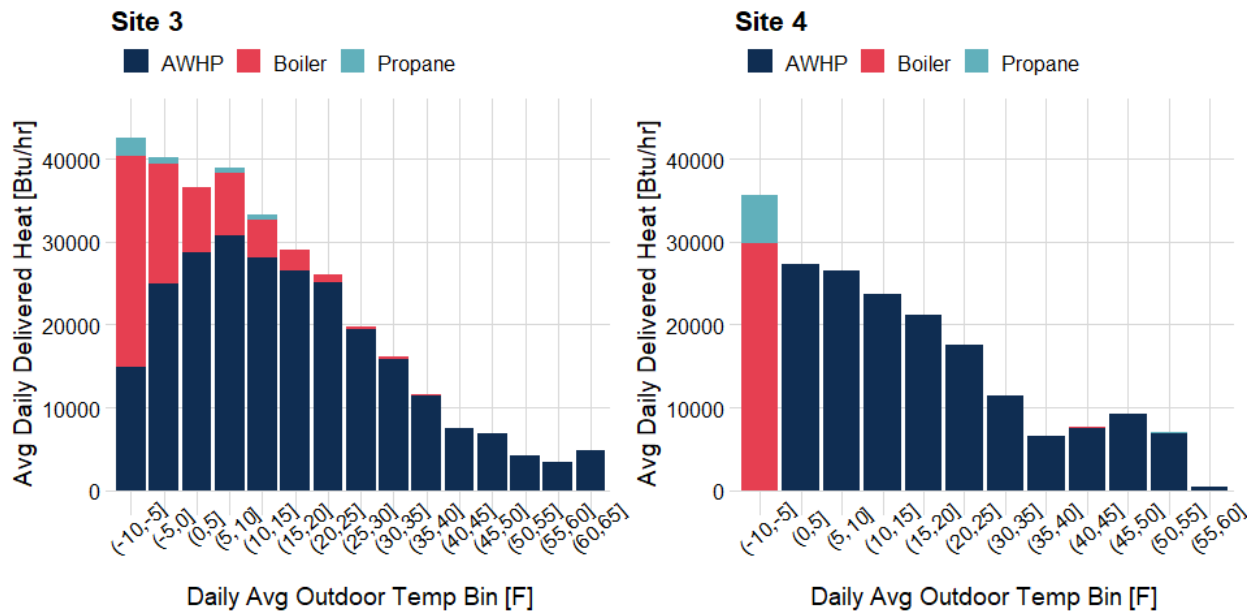 Site 3
AWHP Boiler Propane
Avg Daily Delivered Heat [Btu/hr]
40000
30000
20000
10000
0
(-10,-5] (-5,0] (0,5] (5,10] (10,15] (15,20] (20,25] (25,30] (30,35] (35,40] (40,45] (45,50] (50,55] (55,60] (60,65]
Daily Avg Outdoor Temp Bin [F]
Site 4
AWHP Boiler Propane
Avg Daily Delivered Heat [Btu/hr]
40000
30000
20000
10000
0
(-10,-5] (0,5] (5,10] (10,15] (15,20] (20,25] (30,35] (35,40] (40,45] (45,50] (50,55] (55,60]
Daily Avg Outdoor Temp Bin [F]